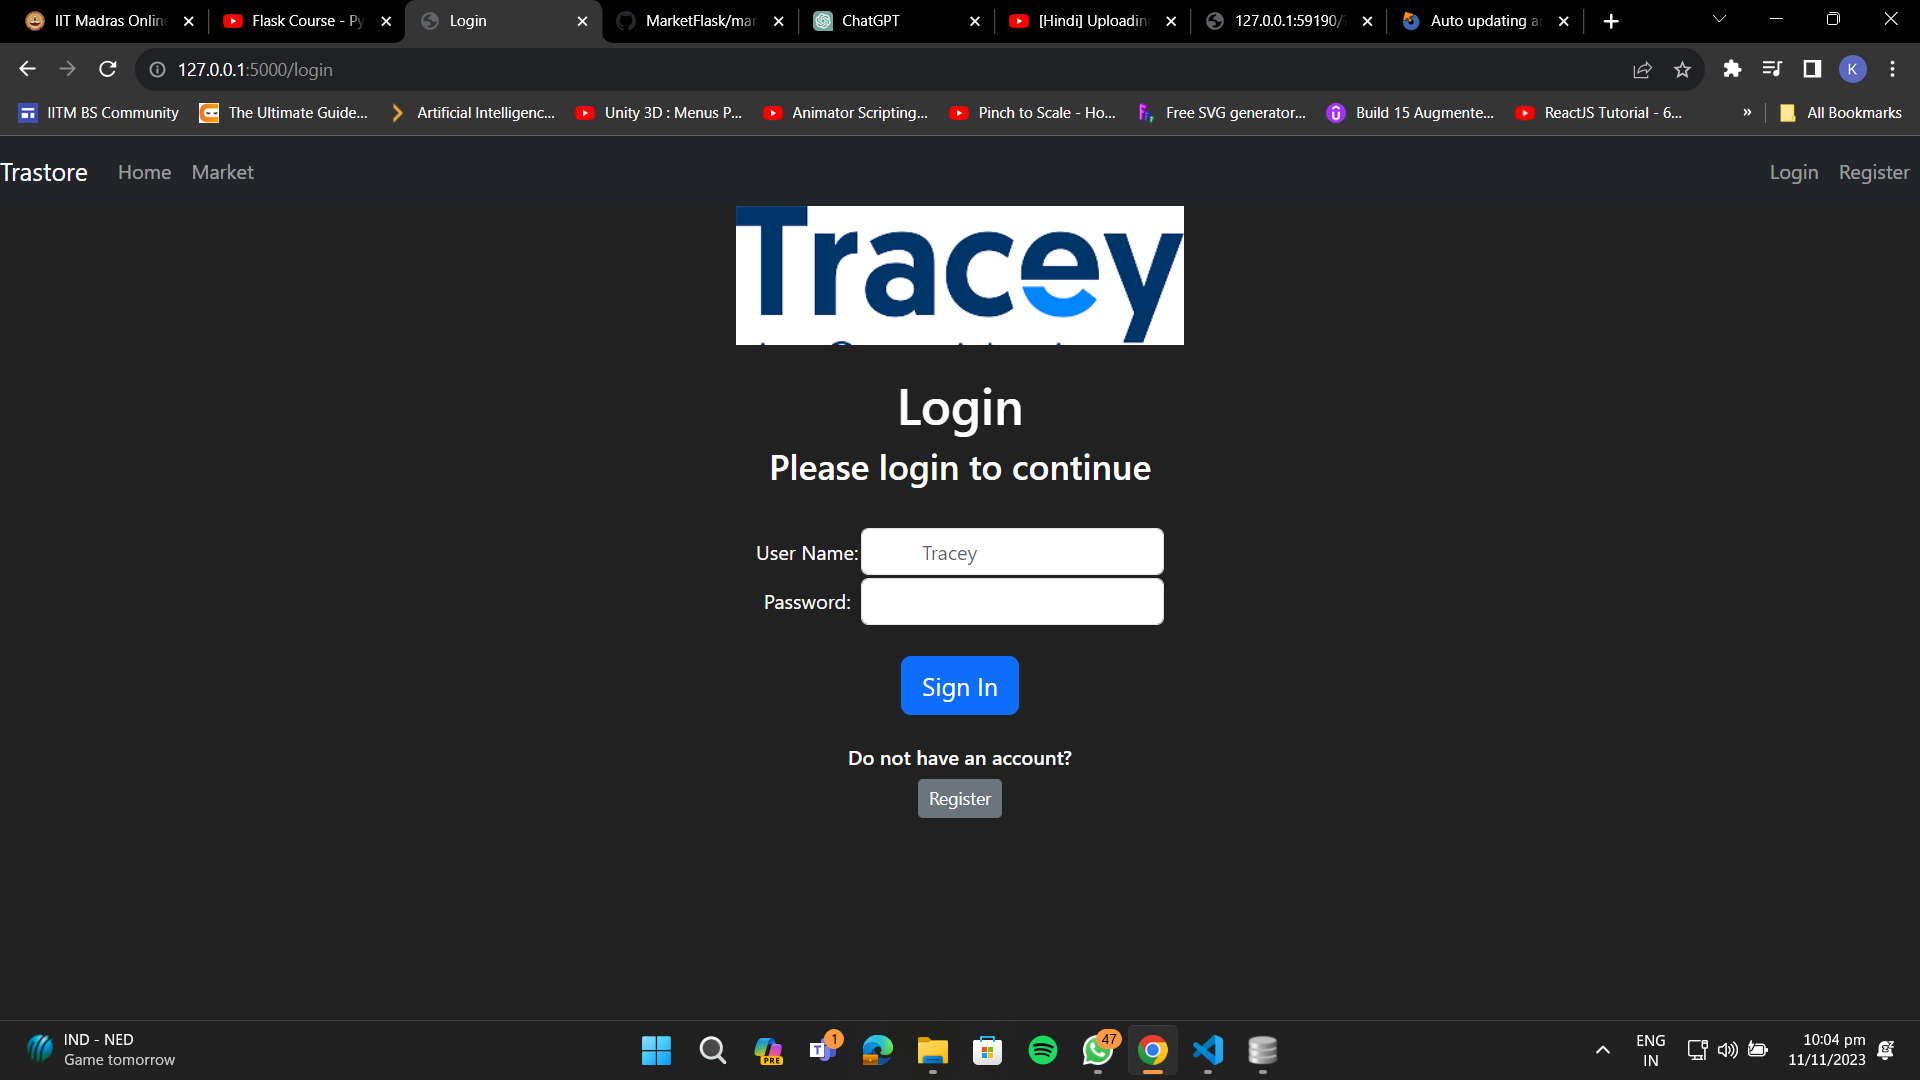 IIT Madras Onlin
Flask Course - Py
Login
MarketFlask/mar
ChatGPT
[Hindi] Uploadin
127.0.0.1:59190/
Auto updating a
127.0.0.1:5000/login
K
IITM BS Community
The Ultimate Guide...
Artificial Intelligenc...
Unity 3D : Menus P...
Animator Scripting...
Pinch to Scale - Ho...
Free SVG generator...
Build 15 Augmente...
ReactJS Tutorial - 6...
»
All Bookmarks
Trastore
Home
Market
Login
Register
Tracey
Login
Please login to continue
User Name:
Tracey
Password:
Sign In
Do not have an account?
Register
IND - NED
Game tomorrow
PRE
1
47
ENG
IN
10:04 pm
11/11/2023